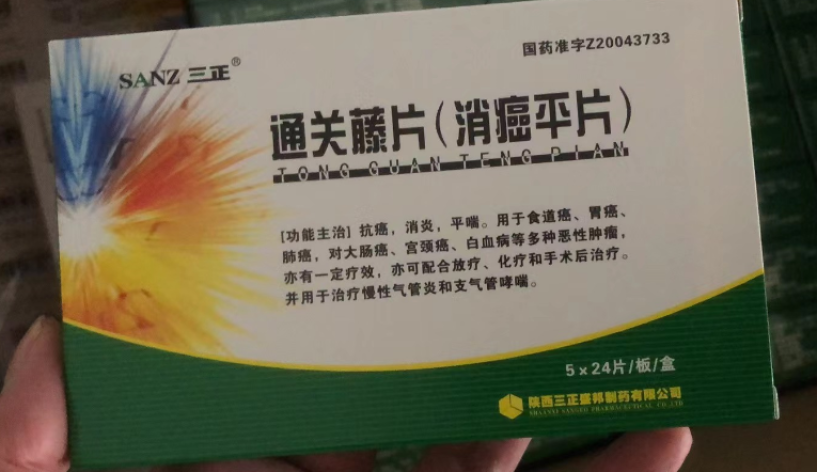 SANZ 三正®
国药准字Z20043733
通关藤片(消癌平片)
TONG GUAN TENG PIAN
[功能主治] 抗癌，消炎，平喘。用于食道癌、胃癌、
肺癌，对大肠癌、宫颈癌、白血病等多种恶性肿瘤，
亦有一定疗效，亦可配合放疗、化疗和手术后治疗。
并用于治疗慢性气管炎和支气管哮喘。
5×24片/板/盒
陕西三正盛邦制药有限公司